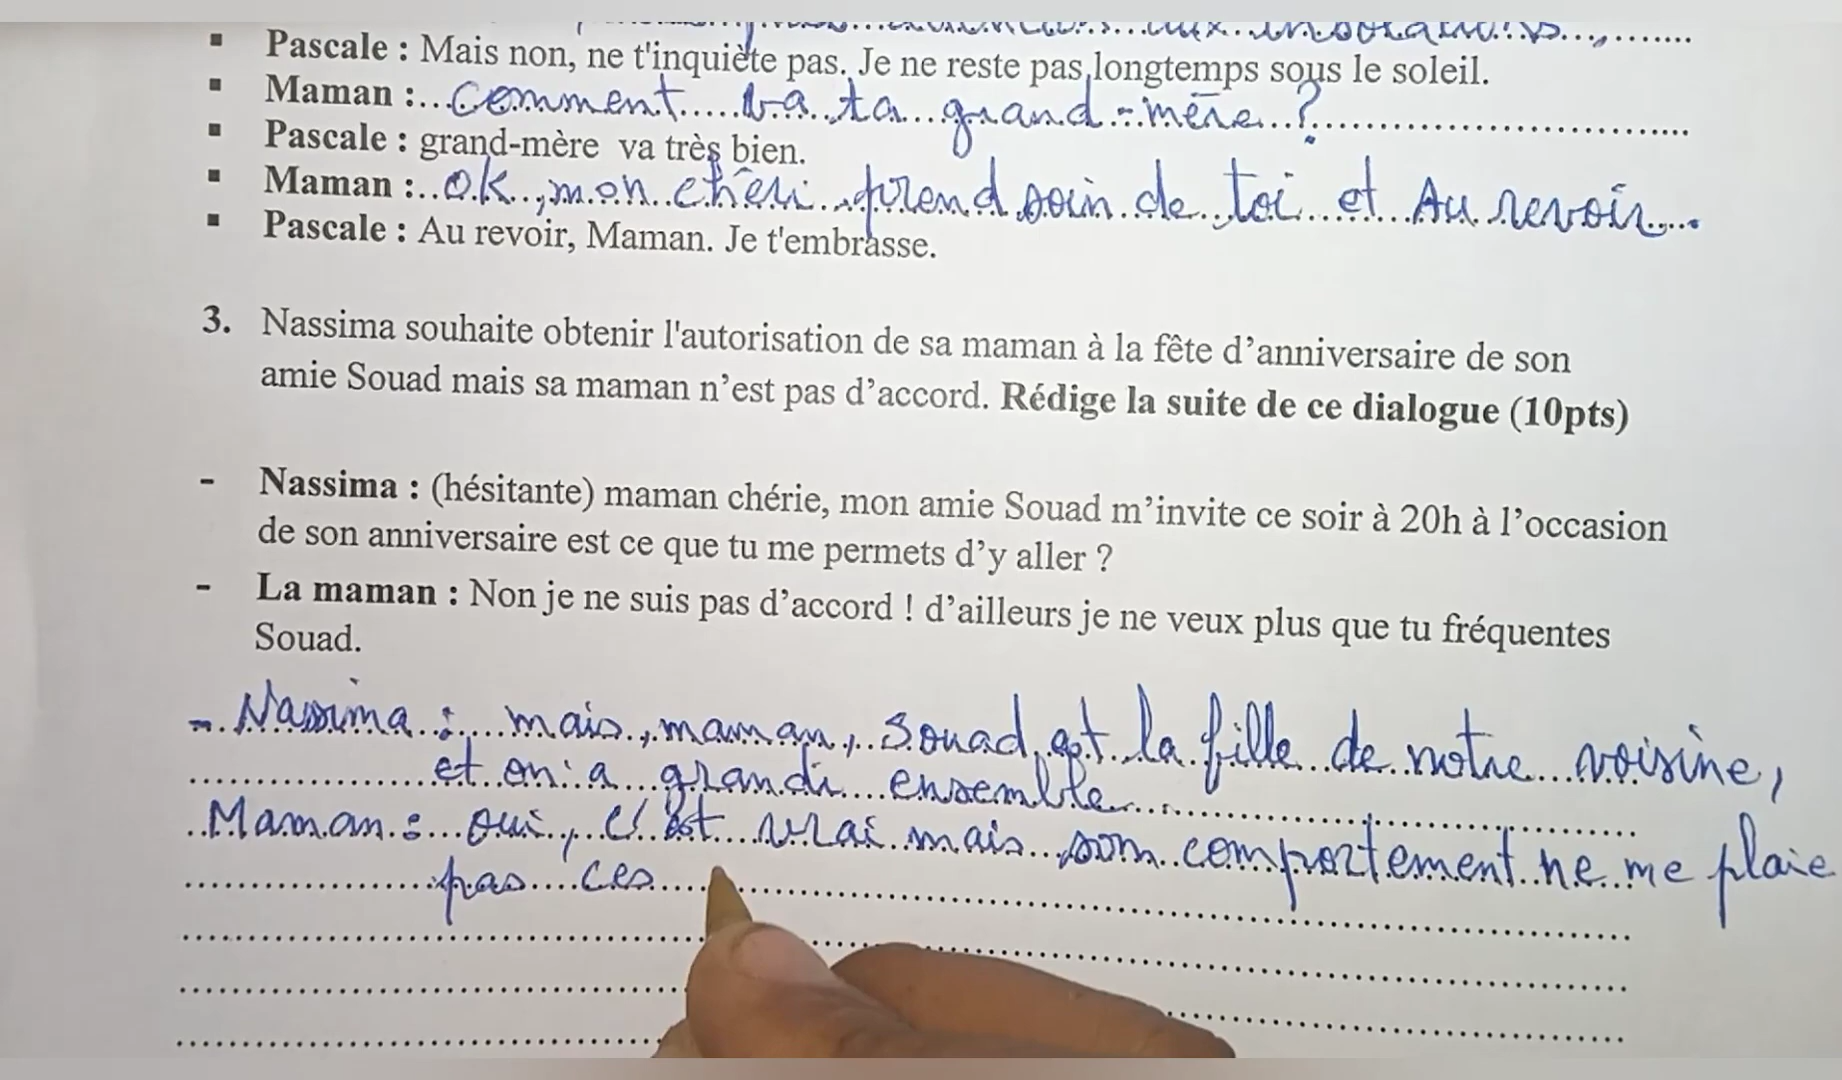 aux insolations,
▪ Pascale : Mais non, ne t'inquiète pas. Je ne reste pas longtemps sous le soleil.
▪ Maman : Comment va ta grand-mère ?
▪ Pascale : grand-mère va très bien.
▪ Maman : Ok, mon chéri prend soin de toi et Au revoir
▪ Pascale : Au revoir, Maman. Je t'embrasse.
3. Nassima souhaite obtenir l'autorisation de sa maman à la fête d’anniversaire de son
amie Souad mais sa maman n’est pas d’accord. Rédige la suite de ce dialogue (10pts)
- Nassima : (hésitante) maman chérie, mon amie Souad m’invite ce soir à 20h à l’occasion
de son anniversaire est ce que tu me permets d’y aller ?
- La maman : Non je ne suis pas d’accord ! d’ailleurs je ne veux plus que tu fréquentes
Souad.
- Nassima : mais, maman, Souad est la fille de notre voisine,
et on a grandi ensemble
Maman : oui, c'est vrai mais son comportement ne me plaie
pas ces